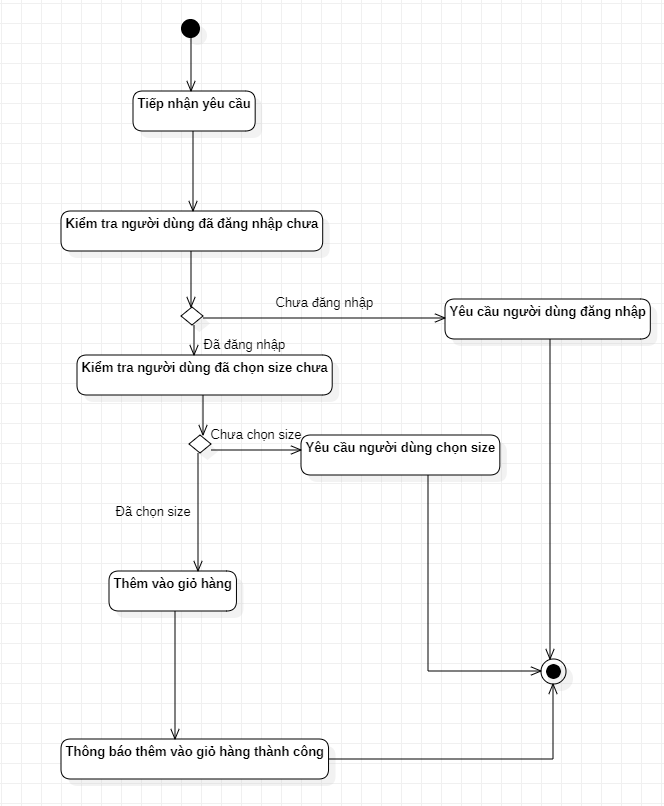 Tiếp nhận yêu cầu
Kiểm tra người dùng đã đăng nhập chưa
Chưa đăng nhập
Yêu cầu người dùng đăng nhập
Đã đăng nhập
Kiểm tra người dùng đã chọn size chưa
Chưa chọn size
Yêu cầu người dùng chọn size
Đã chọn size
Thêm vào giỏ hàng
Thông báo thêm vào giỏ hàng thành công